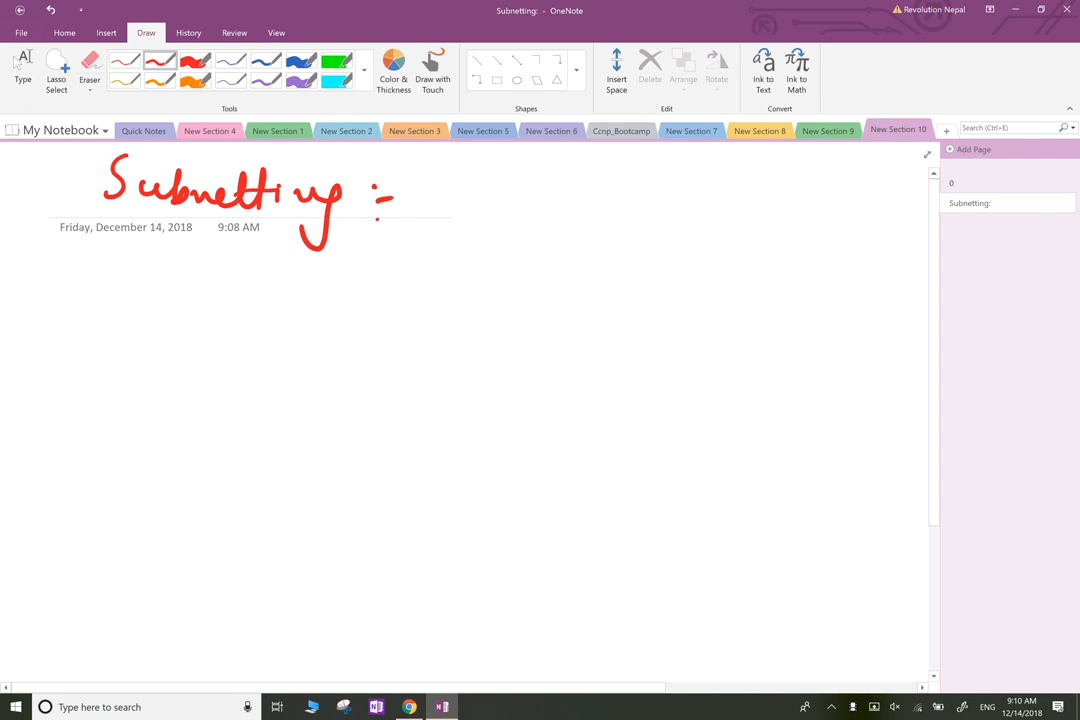 Subnetting: - OneNote
Revolution Nepal
File Home Insert Draw History Review View
Type
Lasso Select
Eraser
Color & Thickness
Draw with Touch
Insert Space
Delete
Arrange
Rotate
Ink to Text
Ink to Math
Tools
Shapes
Edit
Convert
My Notebook
Quick Notes
New Section 4
New Section 1
New Section 2
New Section 3
New Section 5
New Section 6
Ccnp_Bootcamp
New Section 7
New Section 8
New Section 9
New Section 10
Search (Ctrl+E)
Add Page
0
Subnetting:
Subnetting :-
Friday, December 14, 2018 9:08 AM
Type here to search
ENG
9:10 AM
12/14/2018